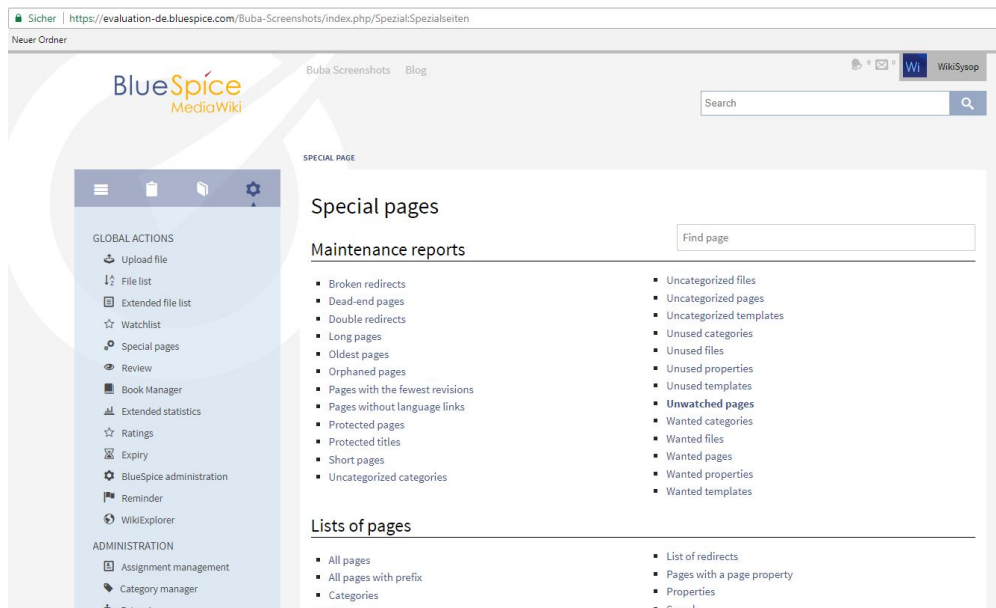 Sicher | https://evaluation-de.bluespice.com/Buba-Screenshots/index.php/Spezial:Spezialseiten
Neuer Ordner
BlueSpice
MediaWiki
Buba Screenshots Blog
Wi WikiSysop
Search
SPECIAL PAGE
GLOBAL ACTIONS
Upload file
File list
Extended file list
Watchlist
Special pages
Review
Book Manager
Extended statistics
Ratings
Expiry
BlueSpice administration
Reminder
WikiExplorer
ADMINISTRATION
Assignment management
Category manager
Special pages
Find page
Maintenance reports
Broken redirects
Dead-end pages
Double redirects
Long pages
Oldest pages
Orphaned pages
Pages with the fewest revisions
Pages without language links
Protected pages
Protected titles
Short pages
Uncategorized categories
Uncategorized files
Uncategorized pages
Uncategorized templates
Unused categories
Unused files
Unused properties
Unused templates
Unwatched pages
Wanted categories
Wanted files
Wanted pages
Wanted properties
Wanted templates
Lists of pages
All pages
All pages with prefix
Categories
List of redirects
Pages with a page property
Properties